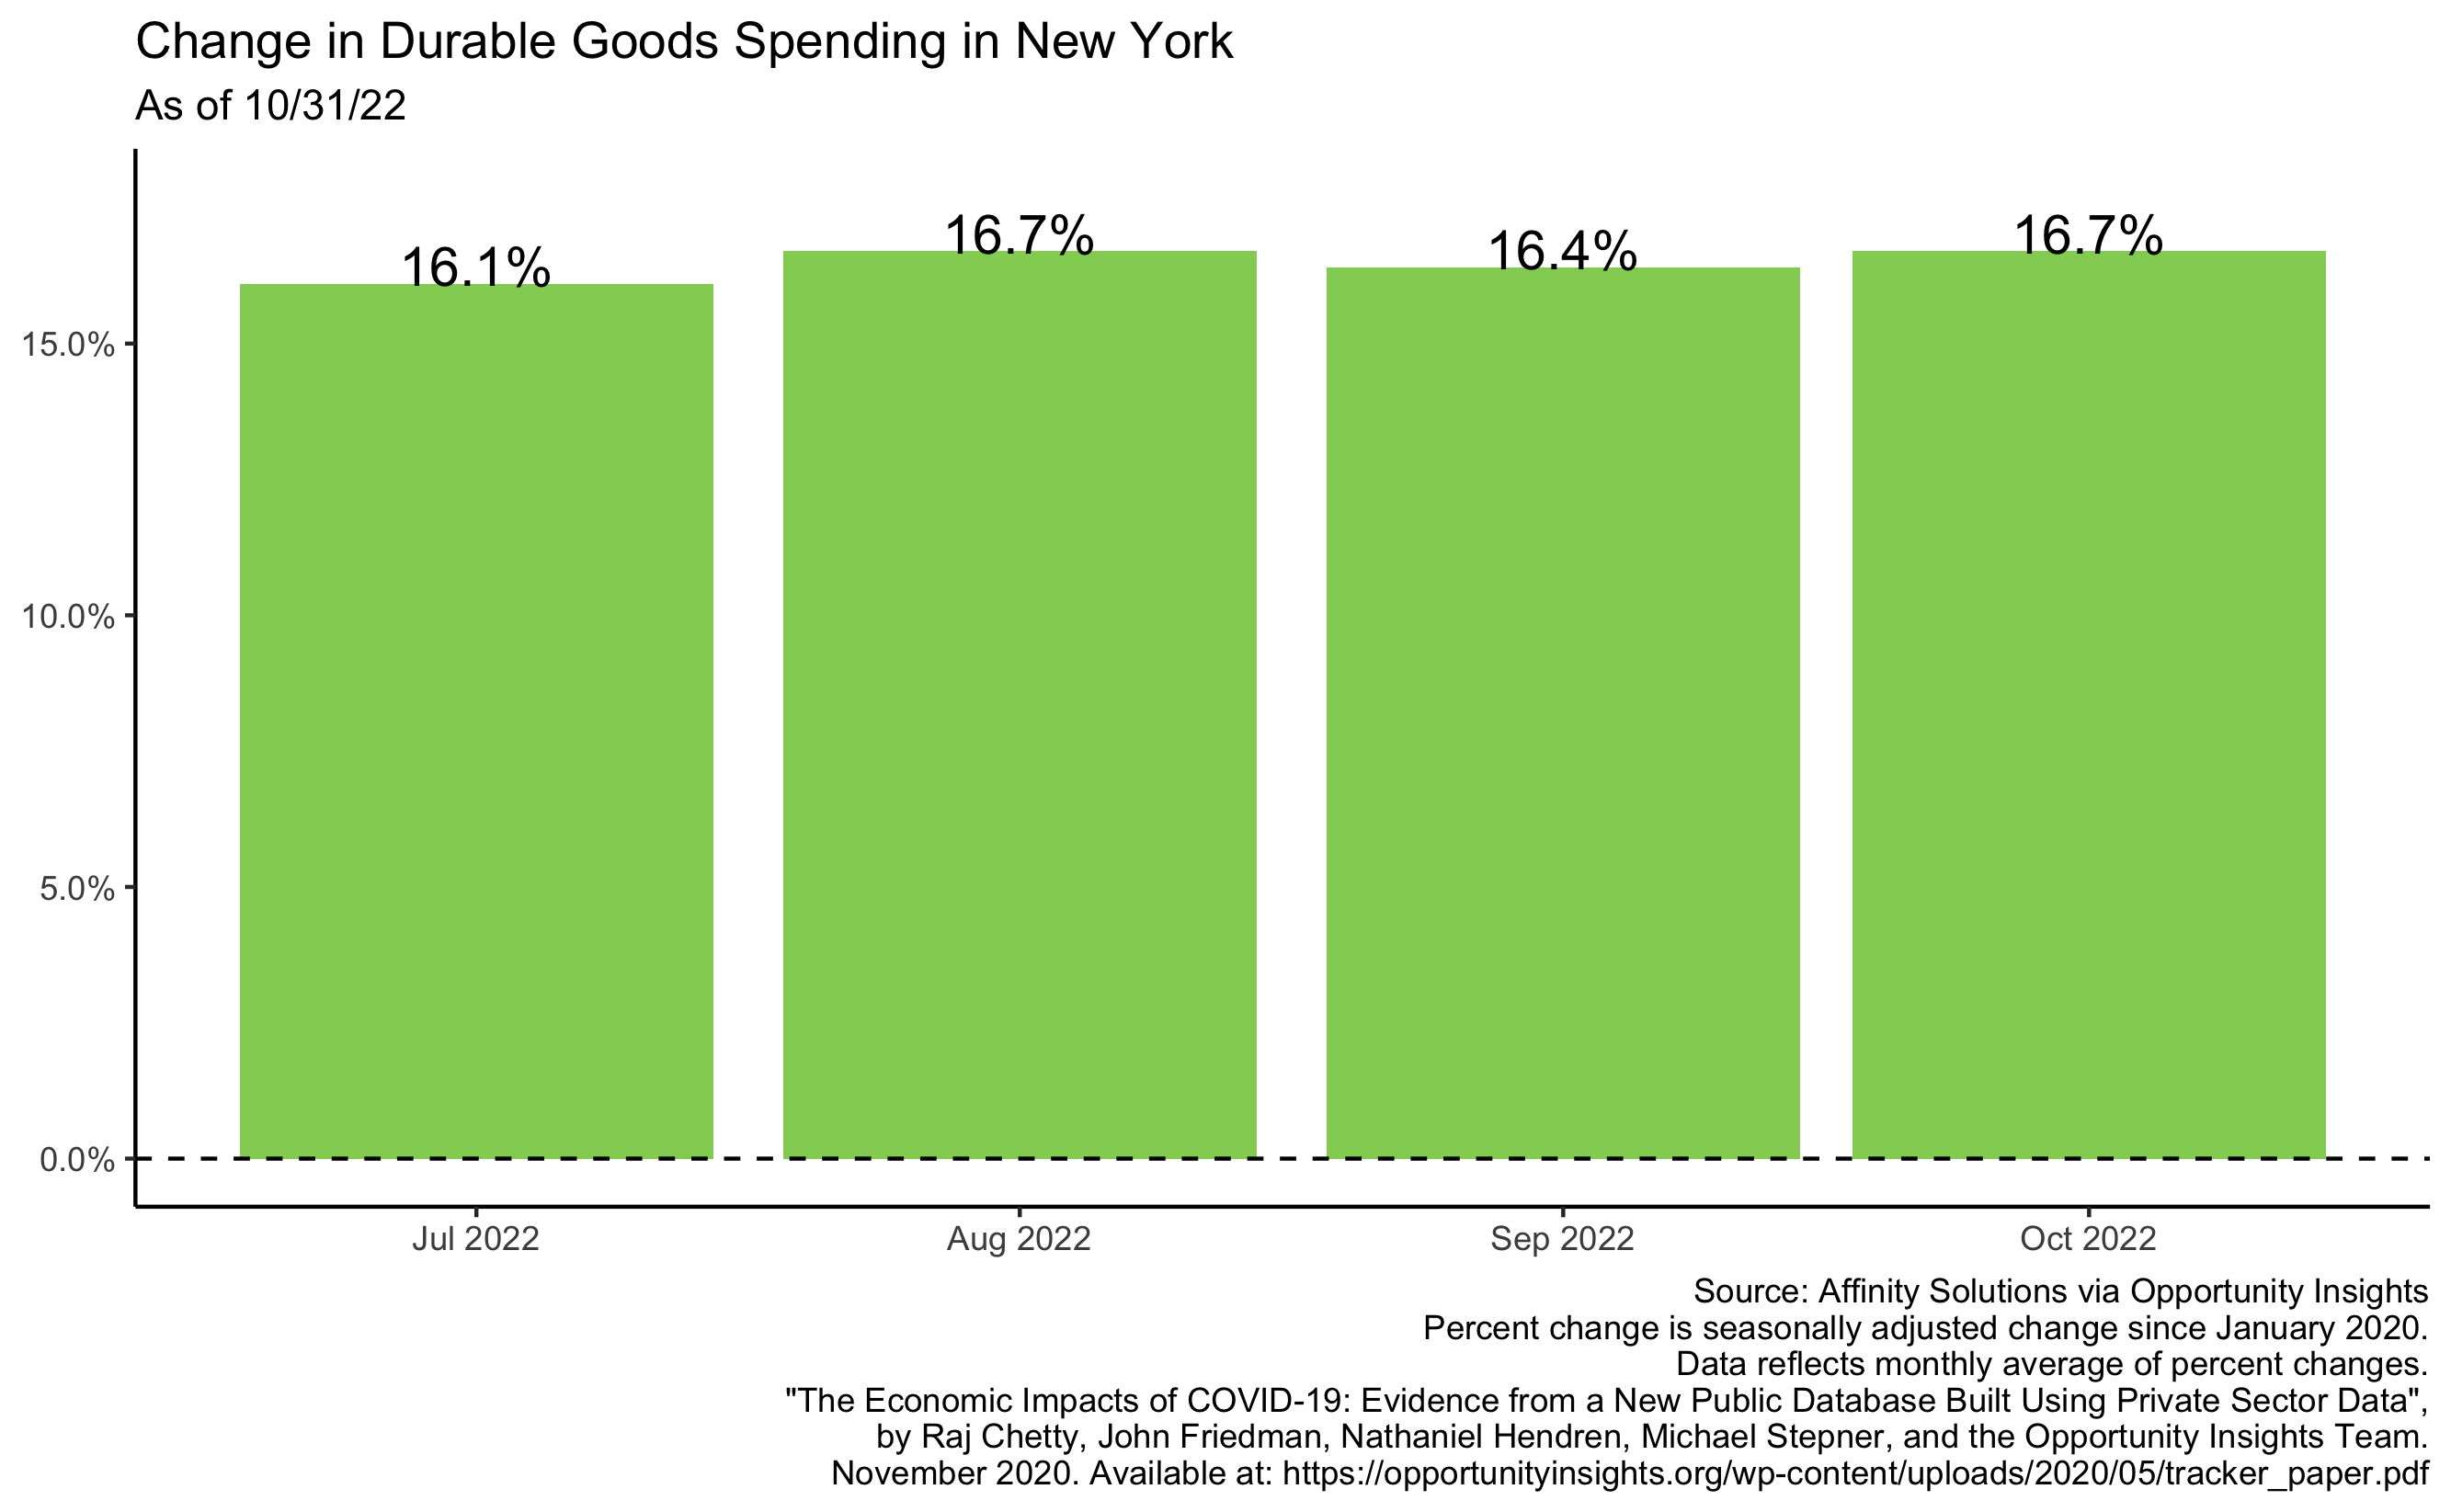 Change in Durable Goods Spending in New York
As of 10/31/22
16.1%
16.7%
16.4%
16.7%
15.0%
10.0%
5.0%
0.0%
Jul 2022
Aug 2022
Sep 2022
Oct 2022
Source: Affinity Solutions via Opportunity Insights
Percent change is seasonally adjusted change since January 2020.
Data reflects monthly average of percent changes.
"The Economic Impacts of COVID-19: Evidence from a New Public Database Built Using Private Sector Data",
by Raj Chetty, John Friedman, Nathaniel Hendren, Michael Stepner, and the Opportunity Insights Team.
November 2020. Available at: https://opportunityinsights.org/wp-content/uploads/2020/05/tracker_paper.pdf